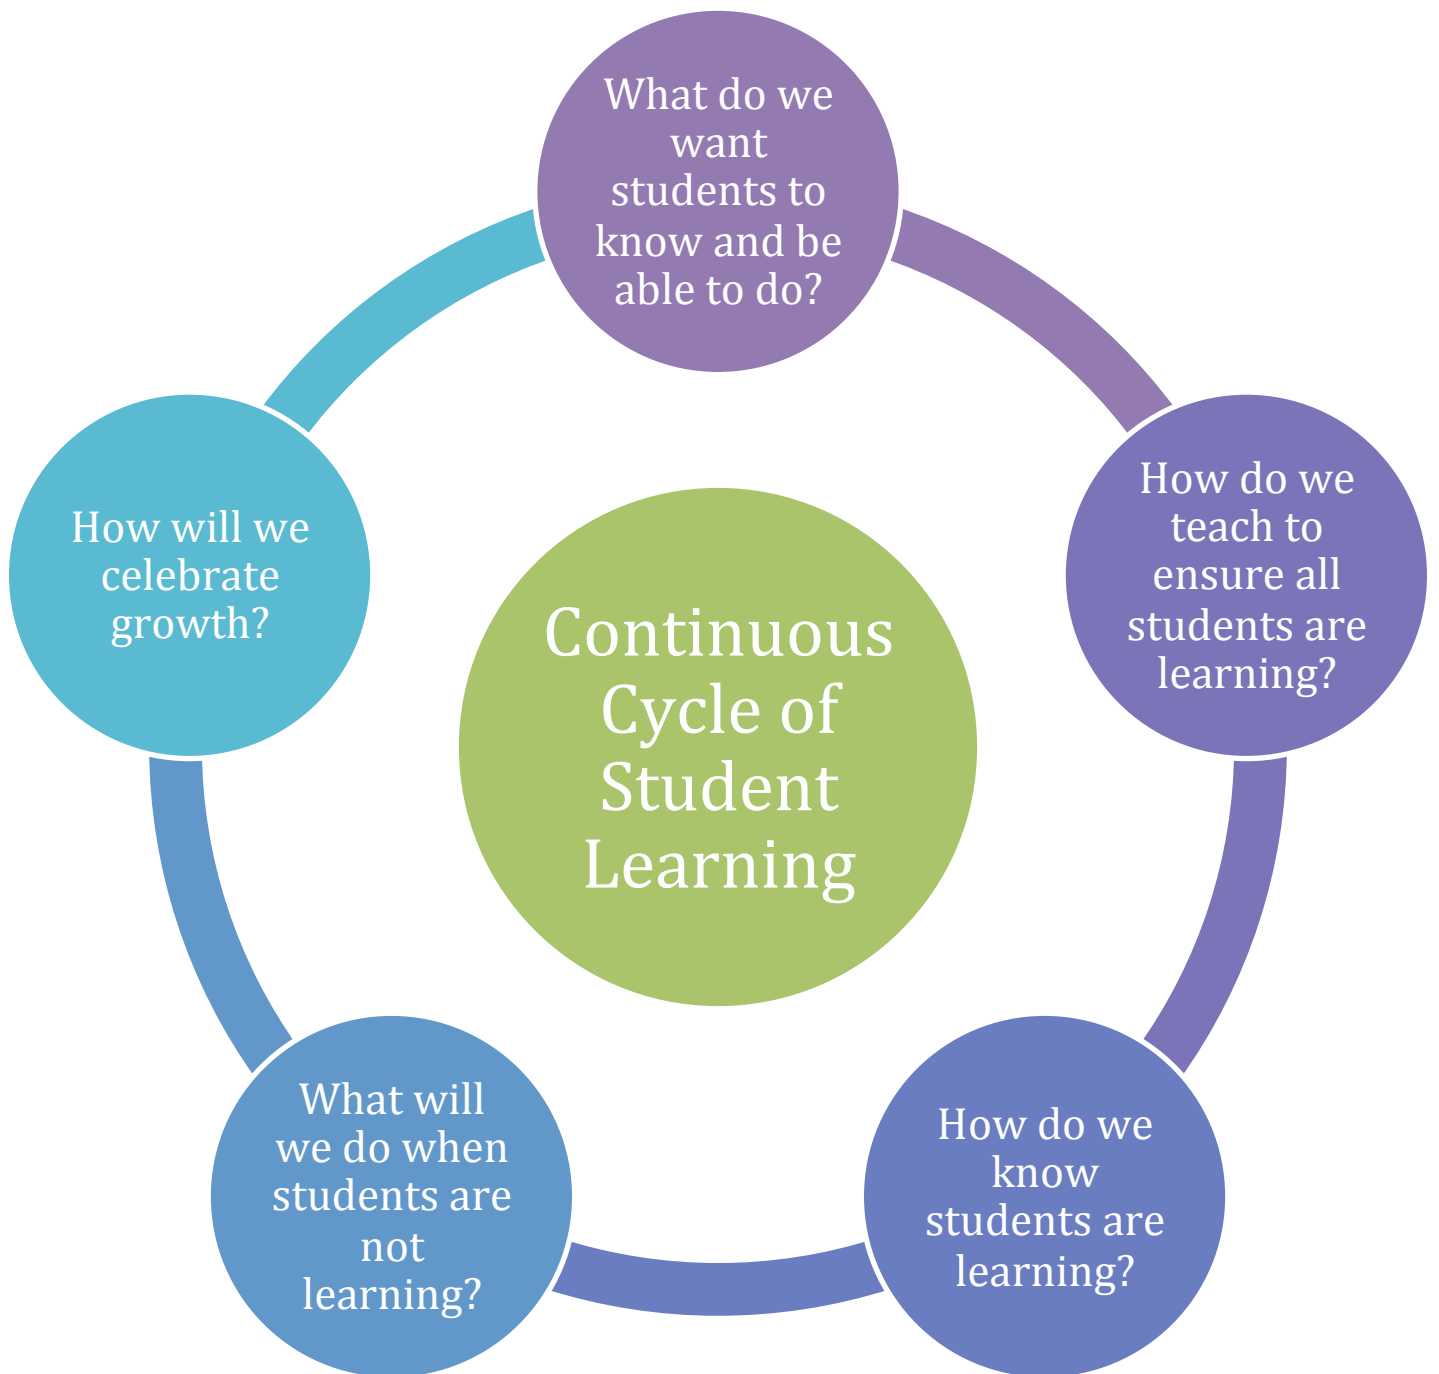 What do we
want
students to
know and be
able to do?
How do we
teach to
ensure all
students are
learning?
How do we
know
students are
learning?
What will
we do when
students are
not
learning?
How will we
celebrate
growth?
Continuous
Cycle of
Student
Learning